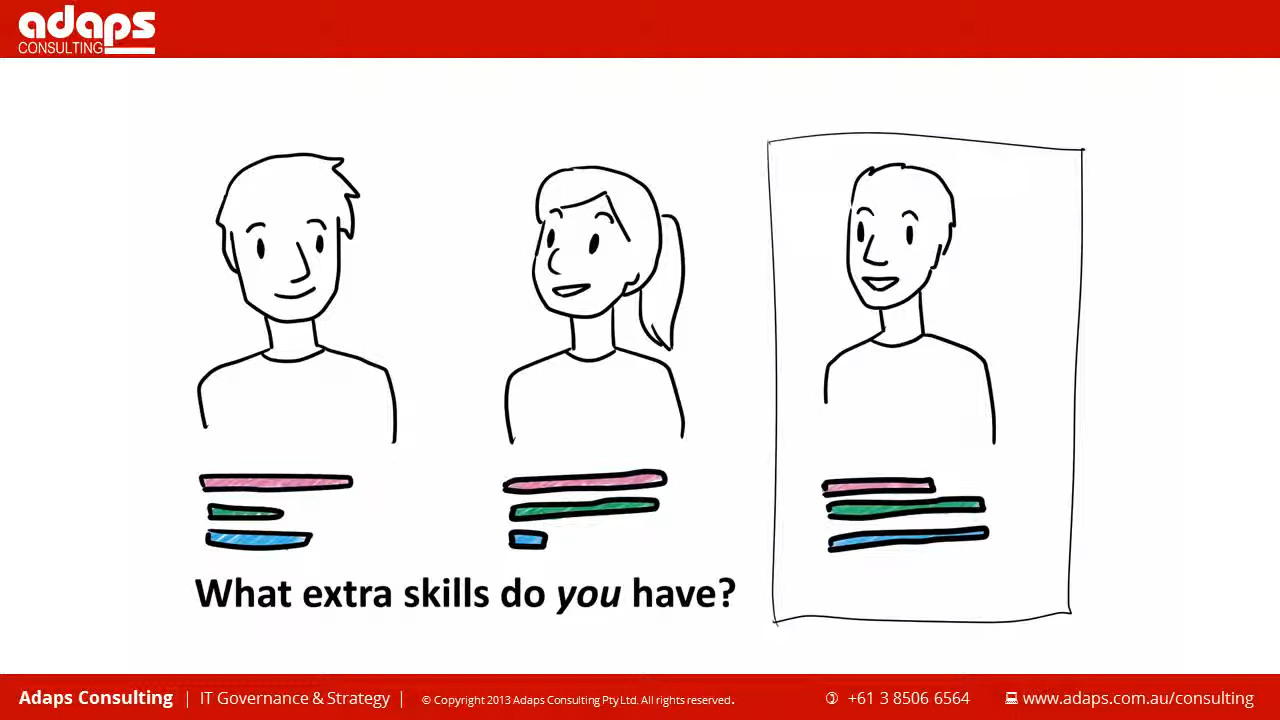 adaps
CONSULTING
What extra skills do you have?
Adaps Consulting | IT Governance & Strategy | © Copyright 2013 Adaps Consulting Pty Ltd. All rights reserved. +61 3 8506 6564 www.adaps.com.au/consulting